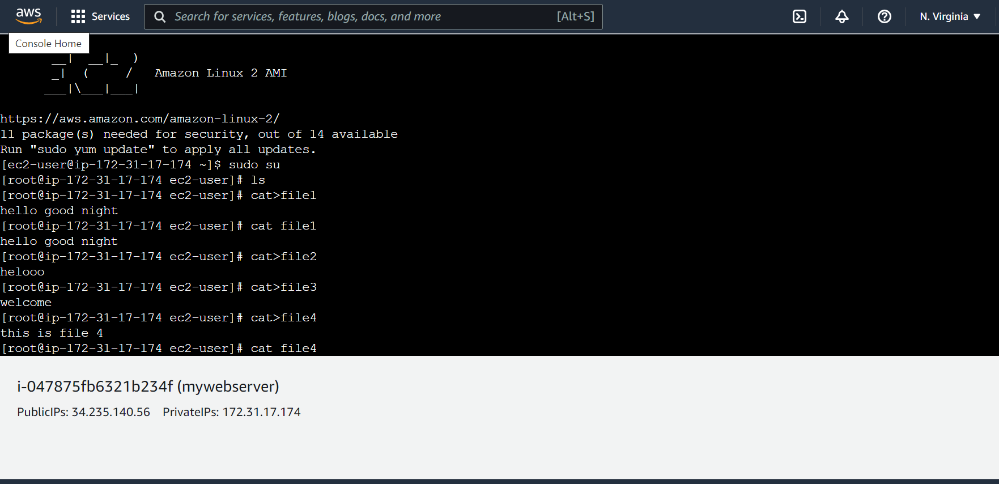 aws Services Search for services, features, blogs, docs, and more [Alt+S] N. Virginia
Console Home
__|  __|_  )
_|  (     /   Amazon Linux 2 AMI
___|\___|___|
https://aws.amazon.com/amazon-linux-2/
11 package(s) needed for security, out of 14 available
Run "sudo yum update" to apply all updates.
[ec2-user@ip-172-31-17-174 ~]$ sudo su
[root@ip-172-31-17-174 ec2-user]# ls
[root@ip-172-31-17-174 ec2-user]# cat>file1
hello good night
[root@ip-172-31-17-174 ec2-user]# cat file1
hello good night
[root@ip-172-31-17-174 ec2-user]# cat>file2
helooo
[root@ip-172-31-17-174 ec2-user]# cat>file3
welcome
[root@ip-172-31-17-174 ec2-user]# cat>file4
this is file 4
[root@ip-172-31-17-174 ec2-user]# cat file4
i-047875fb6321b234f (mywebserver)
PublicIPs: 34.235.140.56 PrivateIPs: 172.31.17.174